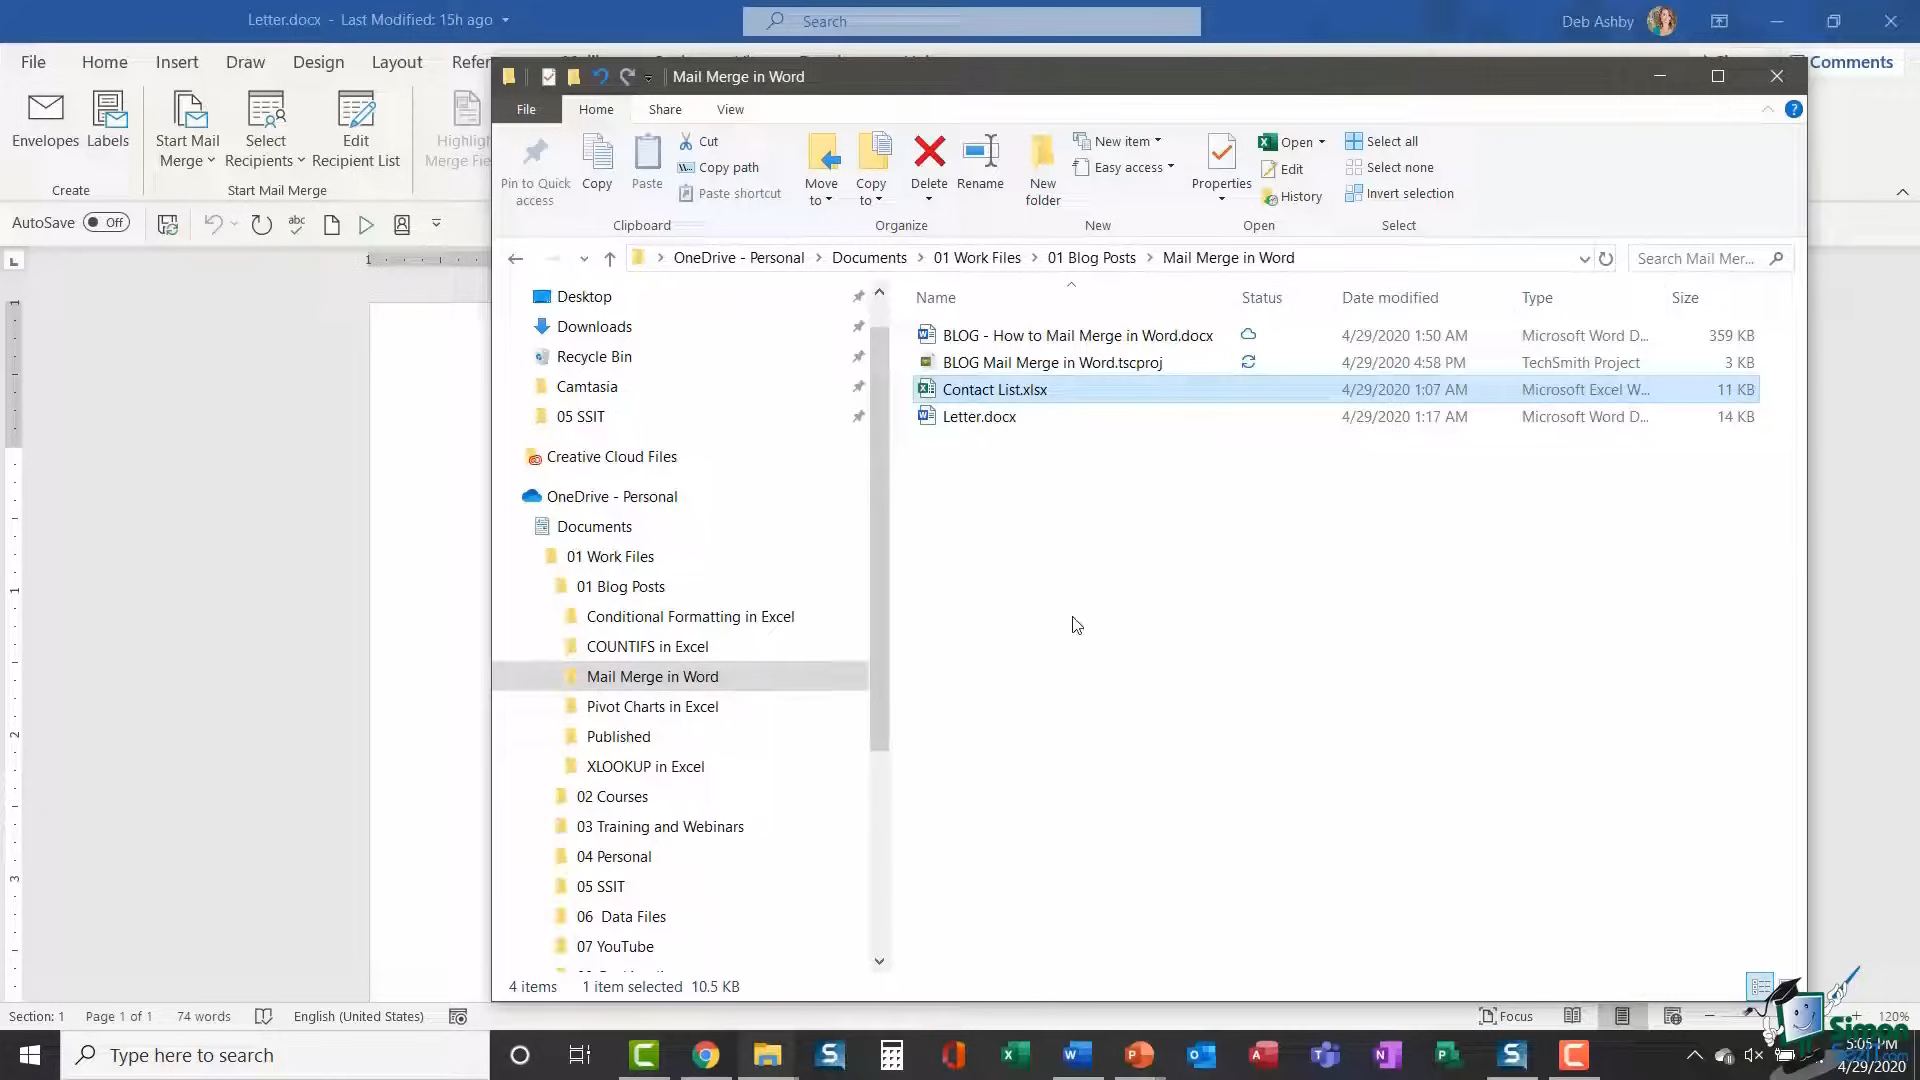 Letter.docx - Last Modified: 15h ago
Search
Deb Ashby
File Home Insert Draw Design Layout
Comments
Mail Merge in Word
File Home Share View
Envelopes Labels
Start Mail Merge
Select Recipients
Edit Recipient List
Create
Start Mail Merge
Pin to Quick access
Copy
Paste
Cut
Copy path
Paste shortcut
Clipboard
Move to
Copy to
Delete
Rename
Organize
New folder
New item
Easy access
New
Properties
Open
Edit
History
Open
Select all
Select none
Invert selection
Select
AutoSave Off
abc
OneDrive - Personal > Documents > 01 Work Files > 01 Blog Posts > Mail Merge in Word
Search Mail Mer...
Desktop
Downloads
Recycle Bin
Camtasia
05 SSIT
Creative Cloud Files
OneDrive - Personal
Documents
01 Work Files
01 Blog Posts
Conditional Formatting in Excel
COUNTIFS in Excel
Mail Merge in Word
Pivot Charts in Excel
Published
XLOOKUP in Excel
02 Courses
03 Training and Webinars
04 Personal
05 SSIT
06 Data Files
07 YouTube
Name Status Date modified Type Size
BLOG - How to Mail Merge in Word.docx 4/29/2020 1:50 AM Microsoft Word D... 359 KB
BLOG Mail Merge in Word.tscproj 4/29/2020 4:58 PM TechSmith Project 3 KB
Contact List.xlsx 4/29/2020 1:07 AM Microsoft Excel W... 11 KB
Letter.docx 4/29/2020 1:17 AM Microsoft Word D... 14 KB
4 items 1 item selected 10.5 KB
Section: 1 Page 1 of 1 74 words English (United States)
Focus
120%
Type here to search
5:05 PM
4/29/2020